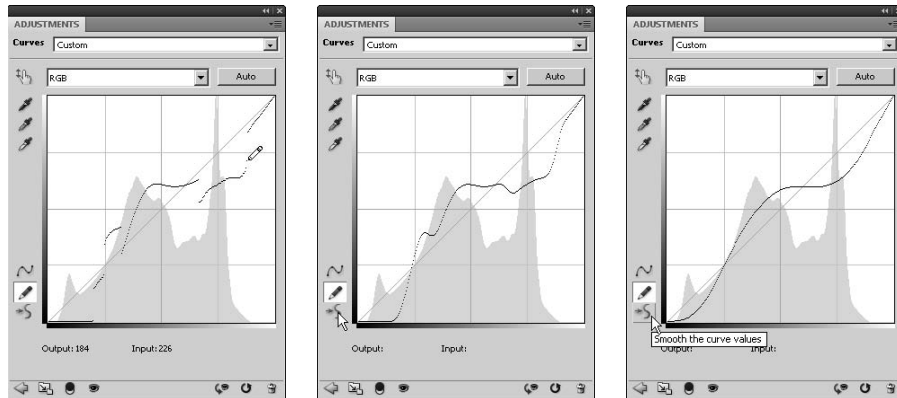 ADJUSTMENTS
Curves Custom
RGB Auto
Output: 184 Input: 226
ADJUSTMENTS
Curves Custom
RGB Auto
Output: Input:
ADJUSTMENTS
Curves Custom
RGB Auto
Smooth the curve values
Output: Input: